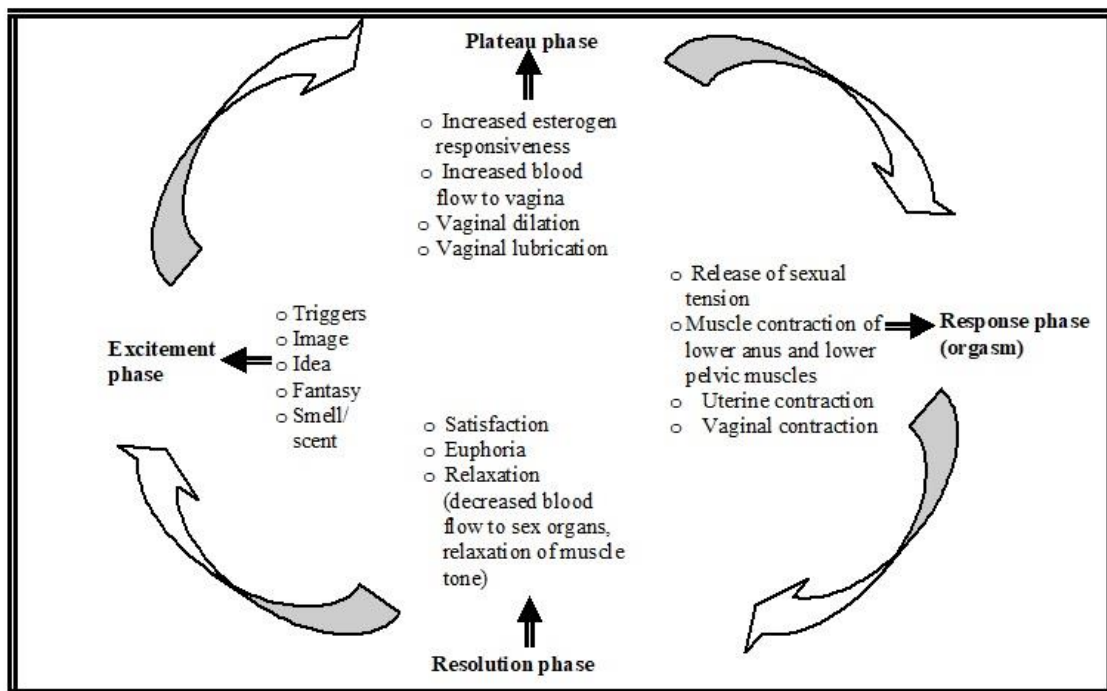 Plateau phase
o Increased esterogen
responsiveness
o Increased blood
flow to vagina
o Vaginal dilation
o Vaginal lubrication
o Release of sexual
tension
o Muscle contraction of
lower anus and lower
pelvic muscles
o Uterine contraction
o Vaginal contraction
Response phase
(orgasm)
Excitement
phase
o Triggers
o Image
o Idea
o Fantasy
o Smell/
scent
o Satisfaction
o Euphoria
o Relaxation
(decreased blood
flow to sex organs,
relaxation of muscle
tone)
Resolution phase